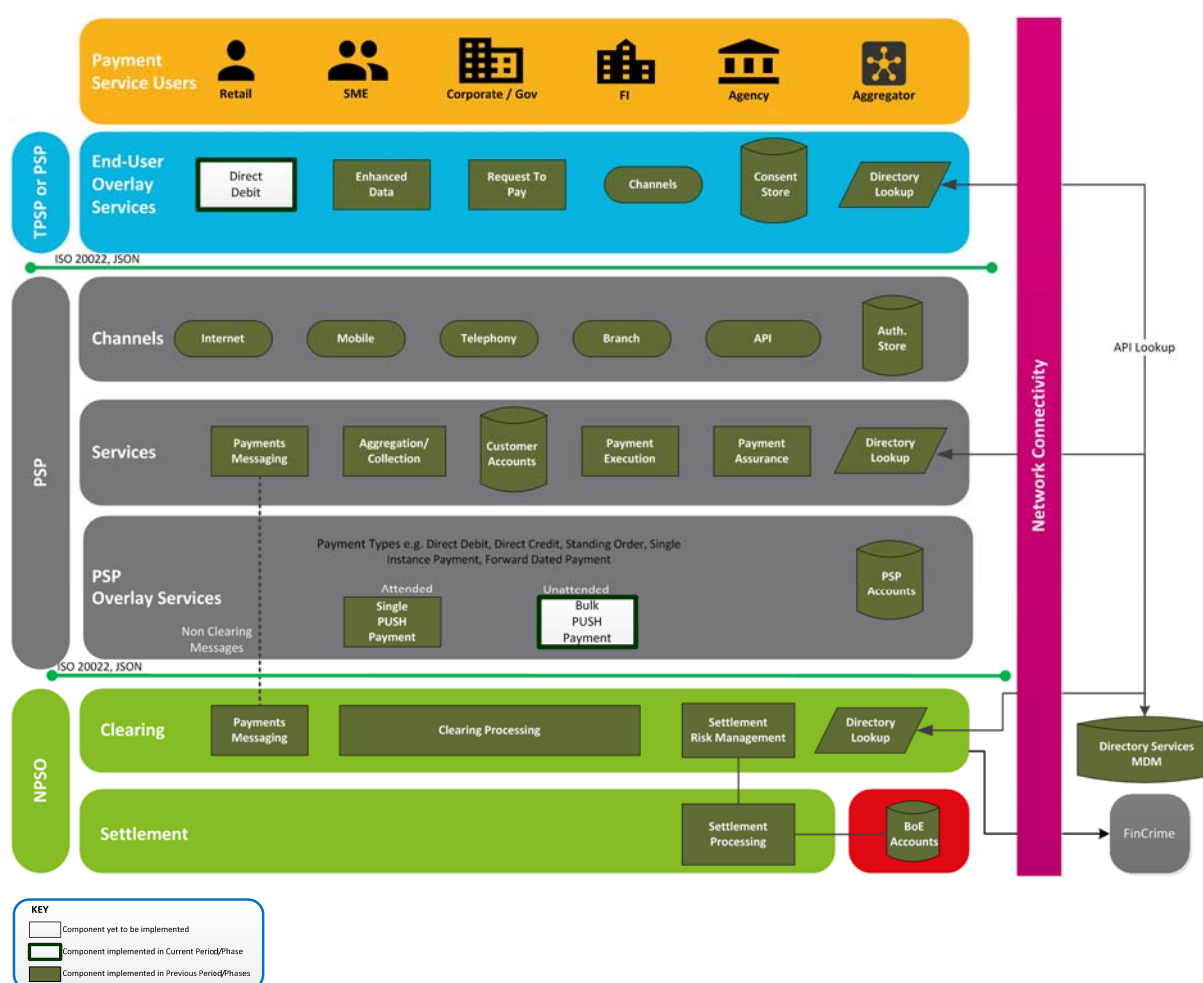 Payment
Service Users
Retail
SME
Corporate / Gov
FI
Agency
Aggregator
TPSP or PSP
End-User
Overlay
Services
Direct
Debit
Enhanced
Data
Request To
Pay
Channels
Consent
Store
Directory
Lookup
ISO 20022, JSON
PSP
Channels
Internet
Mobile
Telephony
Branch
API
Auth.
Store
API Lookup
Network Connectivity
Services
Payments
Messaging
Aggregation/
Collection
Customer
Accounts
Payment
Execution
Payment
Assurance
Directory
Lookup
Payment Types e.g. Direct Debit, Direct Credit, Standing Order, Single
Instance Payment, Forward Dated Payment
PSP
Overlay Services
Attended
Single
PUSH
Payment
Unattended
Bulk
PUSH
Payment
PSP
Accounts
Non Clearing
Messages
ISO 20022, JSON
NPSO
Clearing
Payments
Messaging
Clearing Processing
Settlement
Risk Management
Directory
Lookup
Directory Services
MDM
Settlement
Settlement
Processing
BoE
Accounts
FinCrime
KEY
Component yet to be implemented
Component implemented in Current Period/Phase
Component implemented in Previous Period/Phases